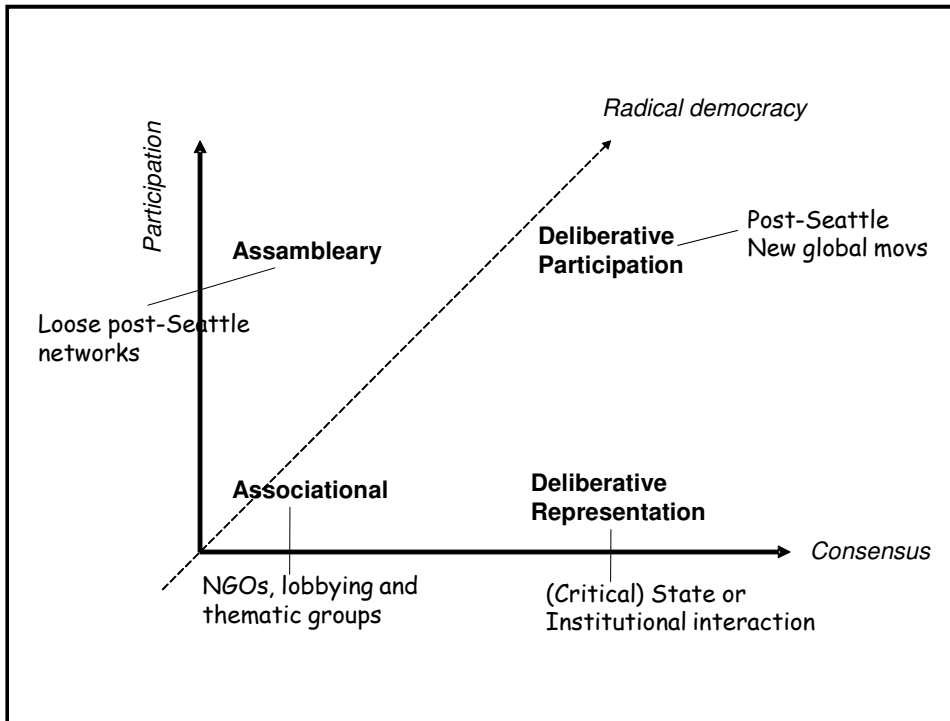 Radical democracy
Participation
Assambleary
Deliberative
Participation
Post-Seattle
New global movs
Loose post-Seattle
networks
Associational
Deliberative
Representation
Consensus
NGOs, lobbying and
thematic groups
(Critical) State or
Institutional interaction